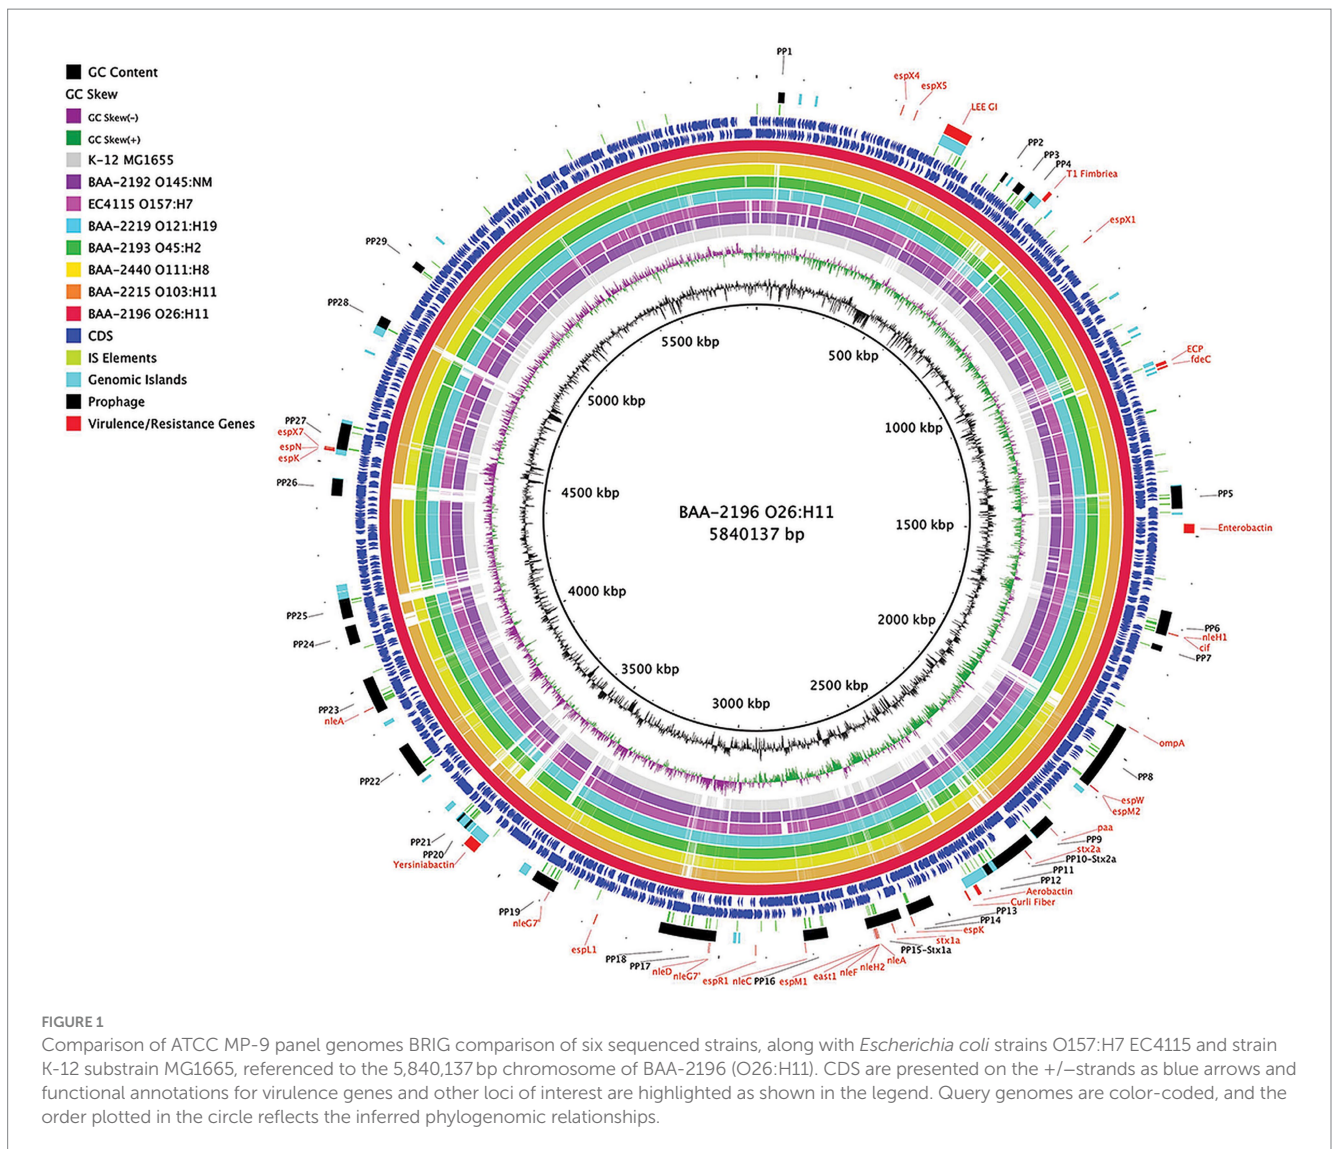 GC Content
GC Skew
GC Skew(-)
GC Skew(+)
K-12 MG1655
BAA-2192 O145:NM
EC4115 O157:H7
BAA-2219 O121:H19
BAA-2193 O45:H2
BAA-2440 O111:H8
BAA-2215 O103:H11
BAA-2196 O26:H11
CDS
IS Elements
Genomic Islands
Prophage
Virulence/Resistance Genes
PP1
espX4
espX5
LEE GI
PP2
PP3
PP4
T1 Fimbriea
espX1
ECP
fdeC
PP5
Enterobactin
PP6
nleH1
cif
PP7
ompA
PP8
espW
espM2
paa
PP9
stx2a
PP10-Stx2a
PP11
PP12
Aerobactin
Curli Fiber
PP13
PP14
espK
stx1a
PP15-Stx1a
nleA
nleH2
nleF
east1
espM1
PP16
nleC
espR1
nleG7'
nleD
PP17
PP18
espL1
nleG7'
PP19
Yersiniabactin
PP20
PP21
PP22
nleA
PP23
PP24
PP25
PP26
espK
espN
espX7
PP27
PP28
PP29
500 kbp
1000 kbp
1500 kbp
2000 kbp
2500 kbp
3000 kbp
3500 kbp
4000 kbp
4500 kbp
5000 kbp
5500 kbp
BAA-2196 O26:H11
5840137 bp
FIGURE 1
Comparison of ATCC MP-9 panel genomes BRIG comparison of six sequenced strains, along with Escherichia coli strains O157:H7 EC4115 and strain
K-12 substrain MG1665, referenced to the 5,840,137 bp chromosome of BAA-2196 (O26:H11). CDS are presented on the +/−strands as blue arrows and
functional annotations for virulence genes and other loci of interest are highlighted as shown in the legend. Query genomes are color-coded, and the
order plotted in the circle reflects the inferred phylogenomic relationships.